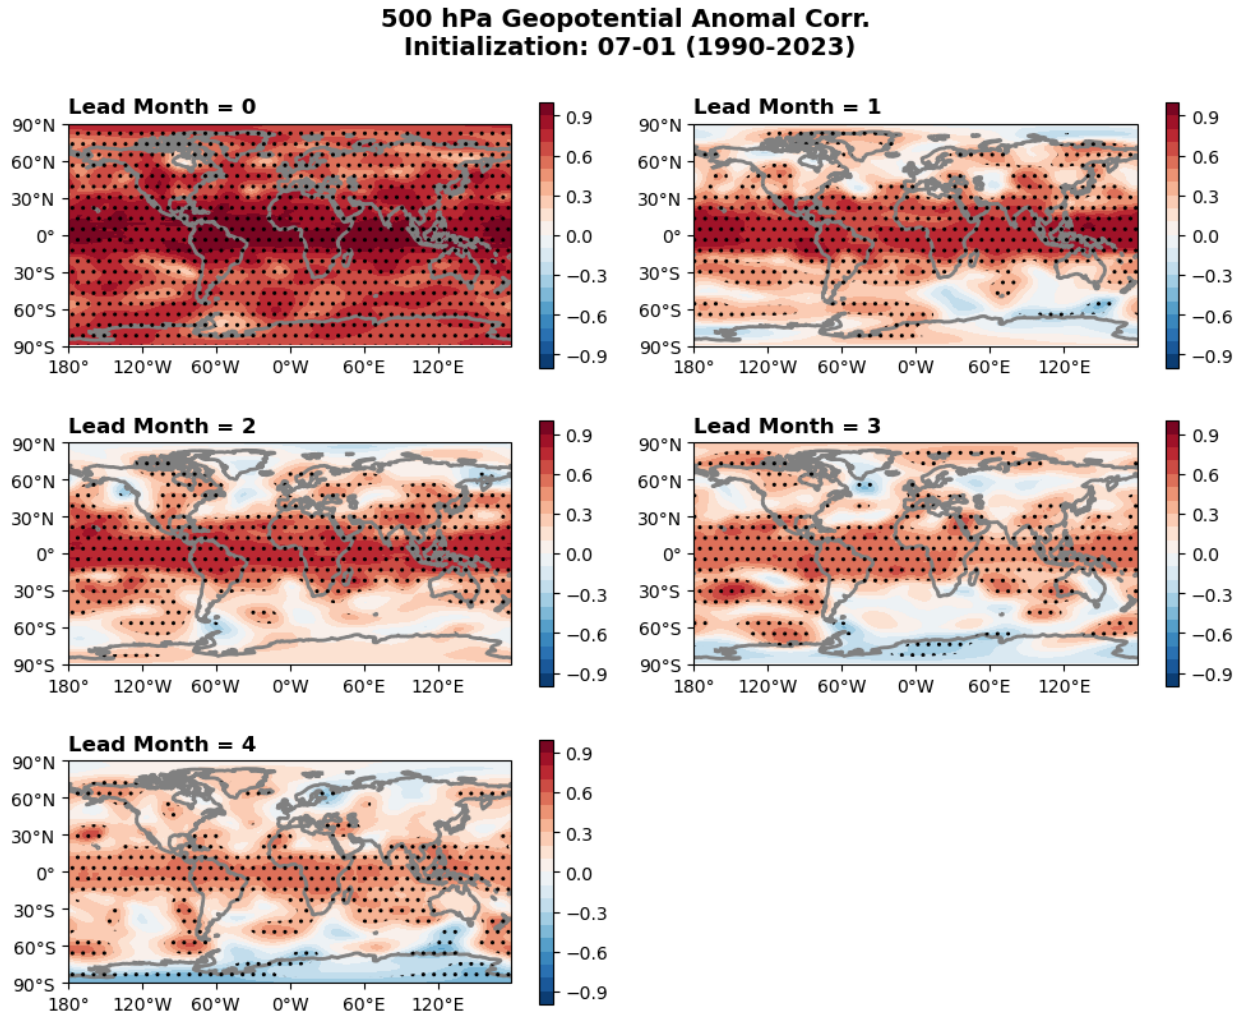 500 hPa Geopotential Anomal Corr.
Initialization: 07-01 (1990-2023)
Lead Month = 0
90°N
60°N
30°N
0°
30°S
60°S
90°S
180°
120°W
60°W
0°W
60°E
120°E
0.9
0.6
0.3
0.0
−0.3
−0.6
−0.9
Lead Month = 1
90°N
60°N
30°N
0°
30°S
60°S
90°S
180°
120°W
60°W
0°W
60°E
120°E
0.9
0.6
0.3
0.0
−0.3
−0.6
−0.9
Lead Month = 2
90°N
60°N
30°N
0°
30°S
60°S
90°S
180°
120°W
60°W
0°W
60°E
120°E
0.9
0.6
0.3
0.0
−0.3
−0.6
−0.9
Lead Month = 3
90°N
60°N
30°N
0°
30°S
60°S
90°S
180°
120°W
60°W
0°W
60°E
120°E
0.9
0.6
0.3
0.0
−0.3
−0.6
−0.9
Lead Month = 4
90°N
60°N
30°N
0°
30°S
60°S
90°S
180°
120°W
60°W
0°W
60°E
120°E
0.9
0.6
0.3
0.0
−0.3
−0.6
−0.9